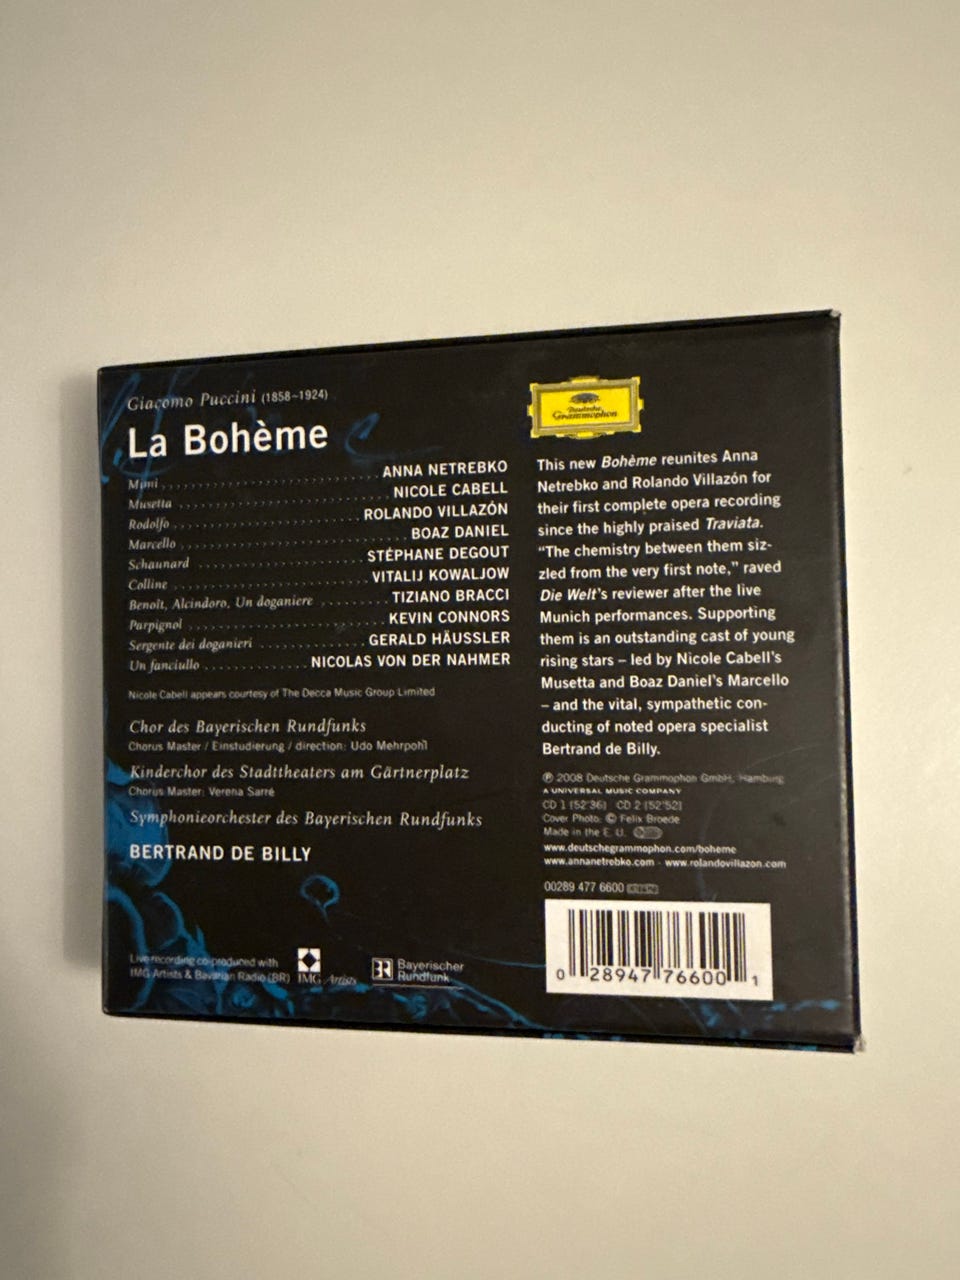 Giacomo Puccini (1858–1924)
La Bohème
Mimì ........ ANNA NETREBKO
Musetta ........ NICOLE CABELL
Rodolfo ........ ROLANDO VILLAZÓN
Marcello ........ BOAZ DANIEL
Schaunard ........ STÉPHANE DEGOUT
Colline ........ VITALIJ KOWALJOW
Benoît, Alcindoro, Un doganiere ........ TIZIANO BRACCI
Parpignol ........ KEVIN CONNORS
Sergente dei doganieri ........ GERALD HÄUSSLER
Un fanciullo ........ NICOLAS VON DER NAHMER
Nicole Cabell appears courtesy of The Decca Music Group Limited
Chor des Bayerischen Rundfunks
Chorus Master / Einstudierung / direction: Udo Mehrpohl
Kinderchor des Stadttheaters am Gärtnerplatz
Chorus Master: Verena Sarré
Symphonieorchester des Bayerischen Rundfunks
BERTRAND DE BILLY
Live recording co-produced with
IMG Artists & Bavarian Radio (BR)
IMG Artists
BR Bayerischer
Rundfunk
Deutsche
Grammophon
This new Bohème reunites Anna
Netrebko and Rolando Villazón for
their first complete opera recording
since the highly praised Traviata.
“The chemistry between them siz-
zled from the very first note,” raved
Die Welt's reviewer after the live
Munich performances. Supporting
them is an outstanding cast of young
rising stars – led by Nicole Cabell's
Musetta and Boaz Daniel's Marcello
– and the vital, sympathetic con-
ducting of noted opera specialist
Bertrand de Billy.
℗ 2008 Deutsche Grammophon GmbH, Hamburg
A UNIVERSAL MUSIC COMPANY
CD 1 [52'36] CD 2 [52'52]
Cover Photo: © Felix Broede
Made in the E. U.
www.deutschegrammophon.com/boheme
www.annanetrebko.com · www.rolandovillazon.com
00289 477 6600
0 28947 76600 1